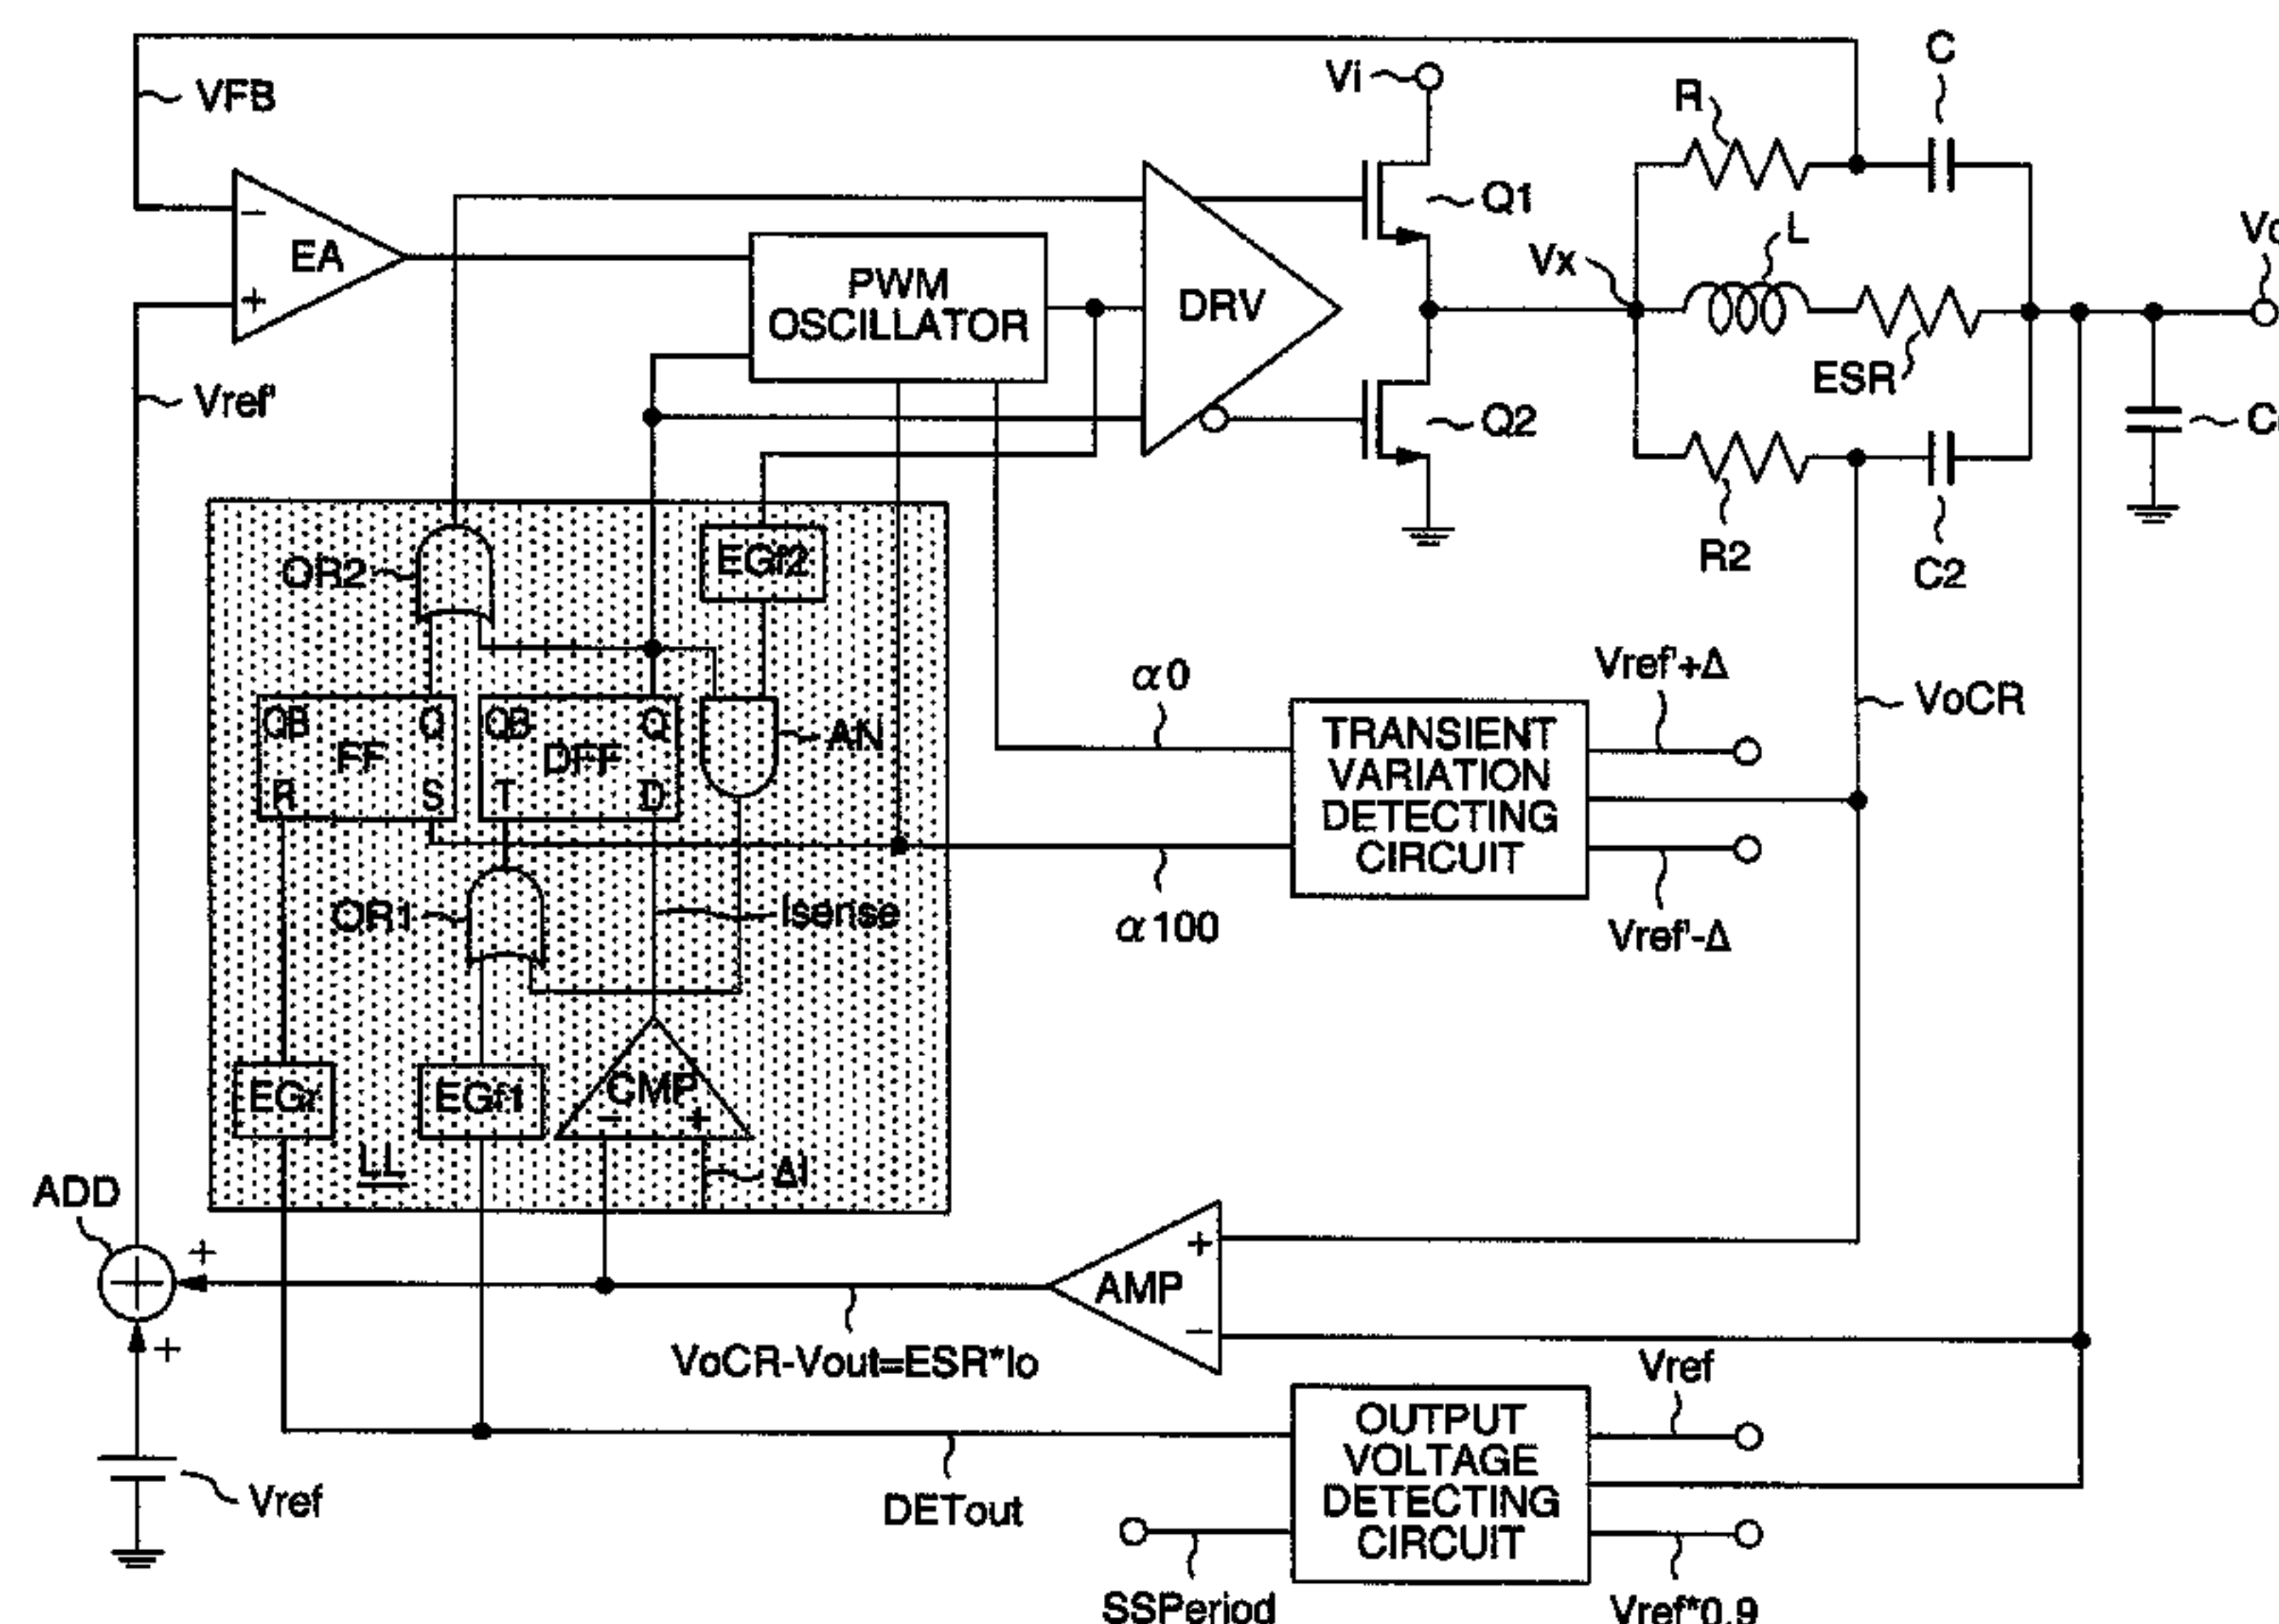 VFB
Vi
R
C
EA
−
+
PWM
OSCILLATOR
DRV
Q1
Vx
L
ESR
Vref'
Q2
R2
C2
OR2
EGf2
QB
Q
FF
R
S
QB
Q
DFF
T
D
AN
α0
Vref'+Δ
TRANSIENT
VARIATION
DETECTING
CIRCUIT
VoCR
α100
Vref'-Δ
OR1
Isense
EGr
EGf1
CMP
−
+
LL
ΔI
ADD
+
+
AMP
+
−
VoCR-Vout=ESR*Io
Vref
DETout
OUTPUT
VOLTAGE
DETECTING
CIRCUIT
Vref
SSPeriod
Vref*0.9